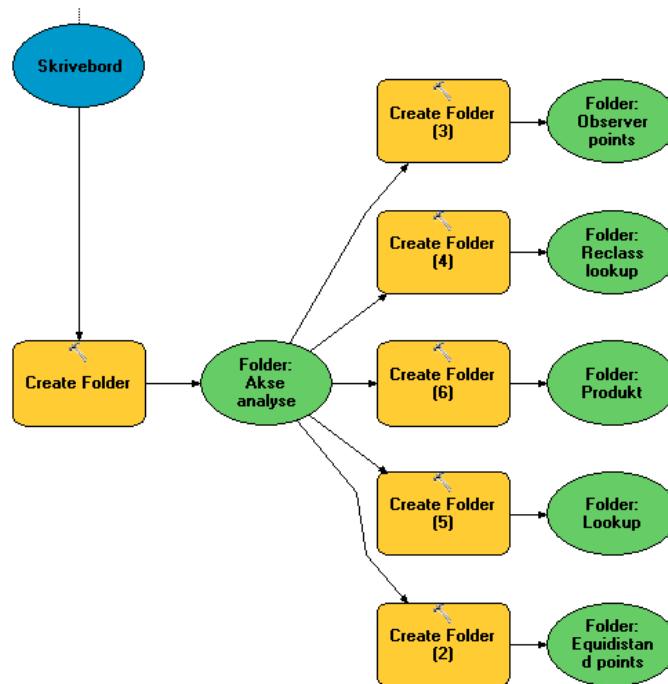 Skrivebord
Create Folder
(3)
Folder:
Observer
points
Create Folder
(4)
Folder:
Reclass
lookup
Create Folder
Folder:
Akse
analyse
Create Folder
(6)
Folder:
Produkt
Create Folder
(5)
Folder:
Lookup
Create Folder
(2)
Folder:
Equidistan
d points